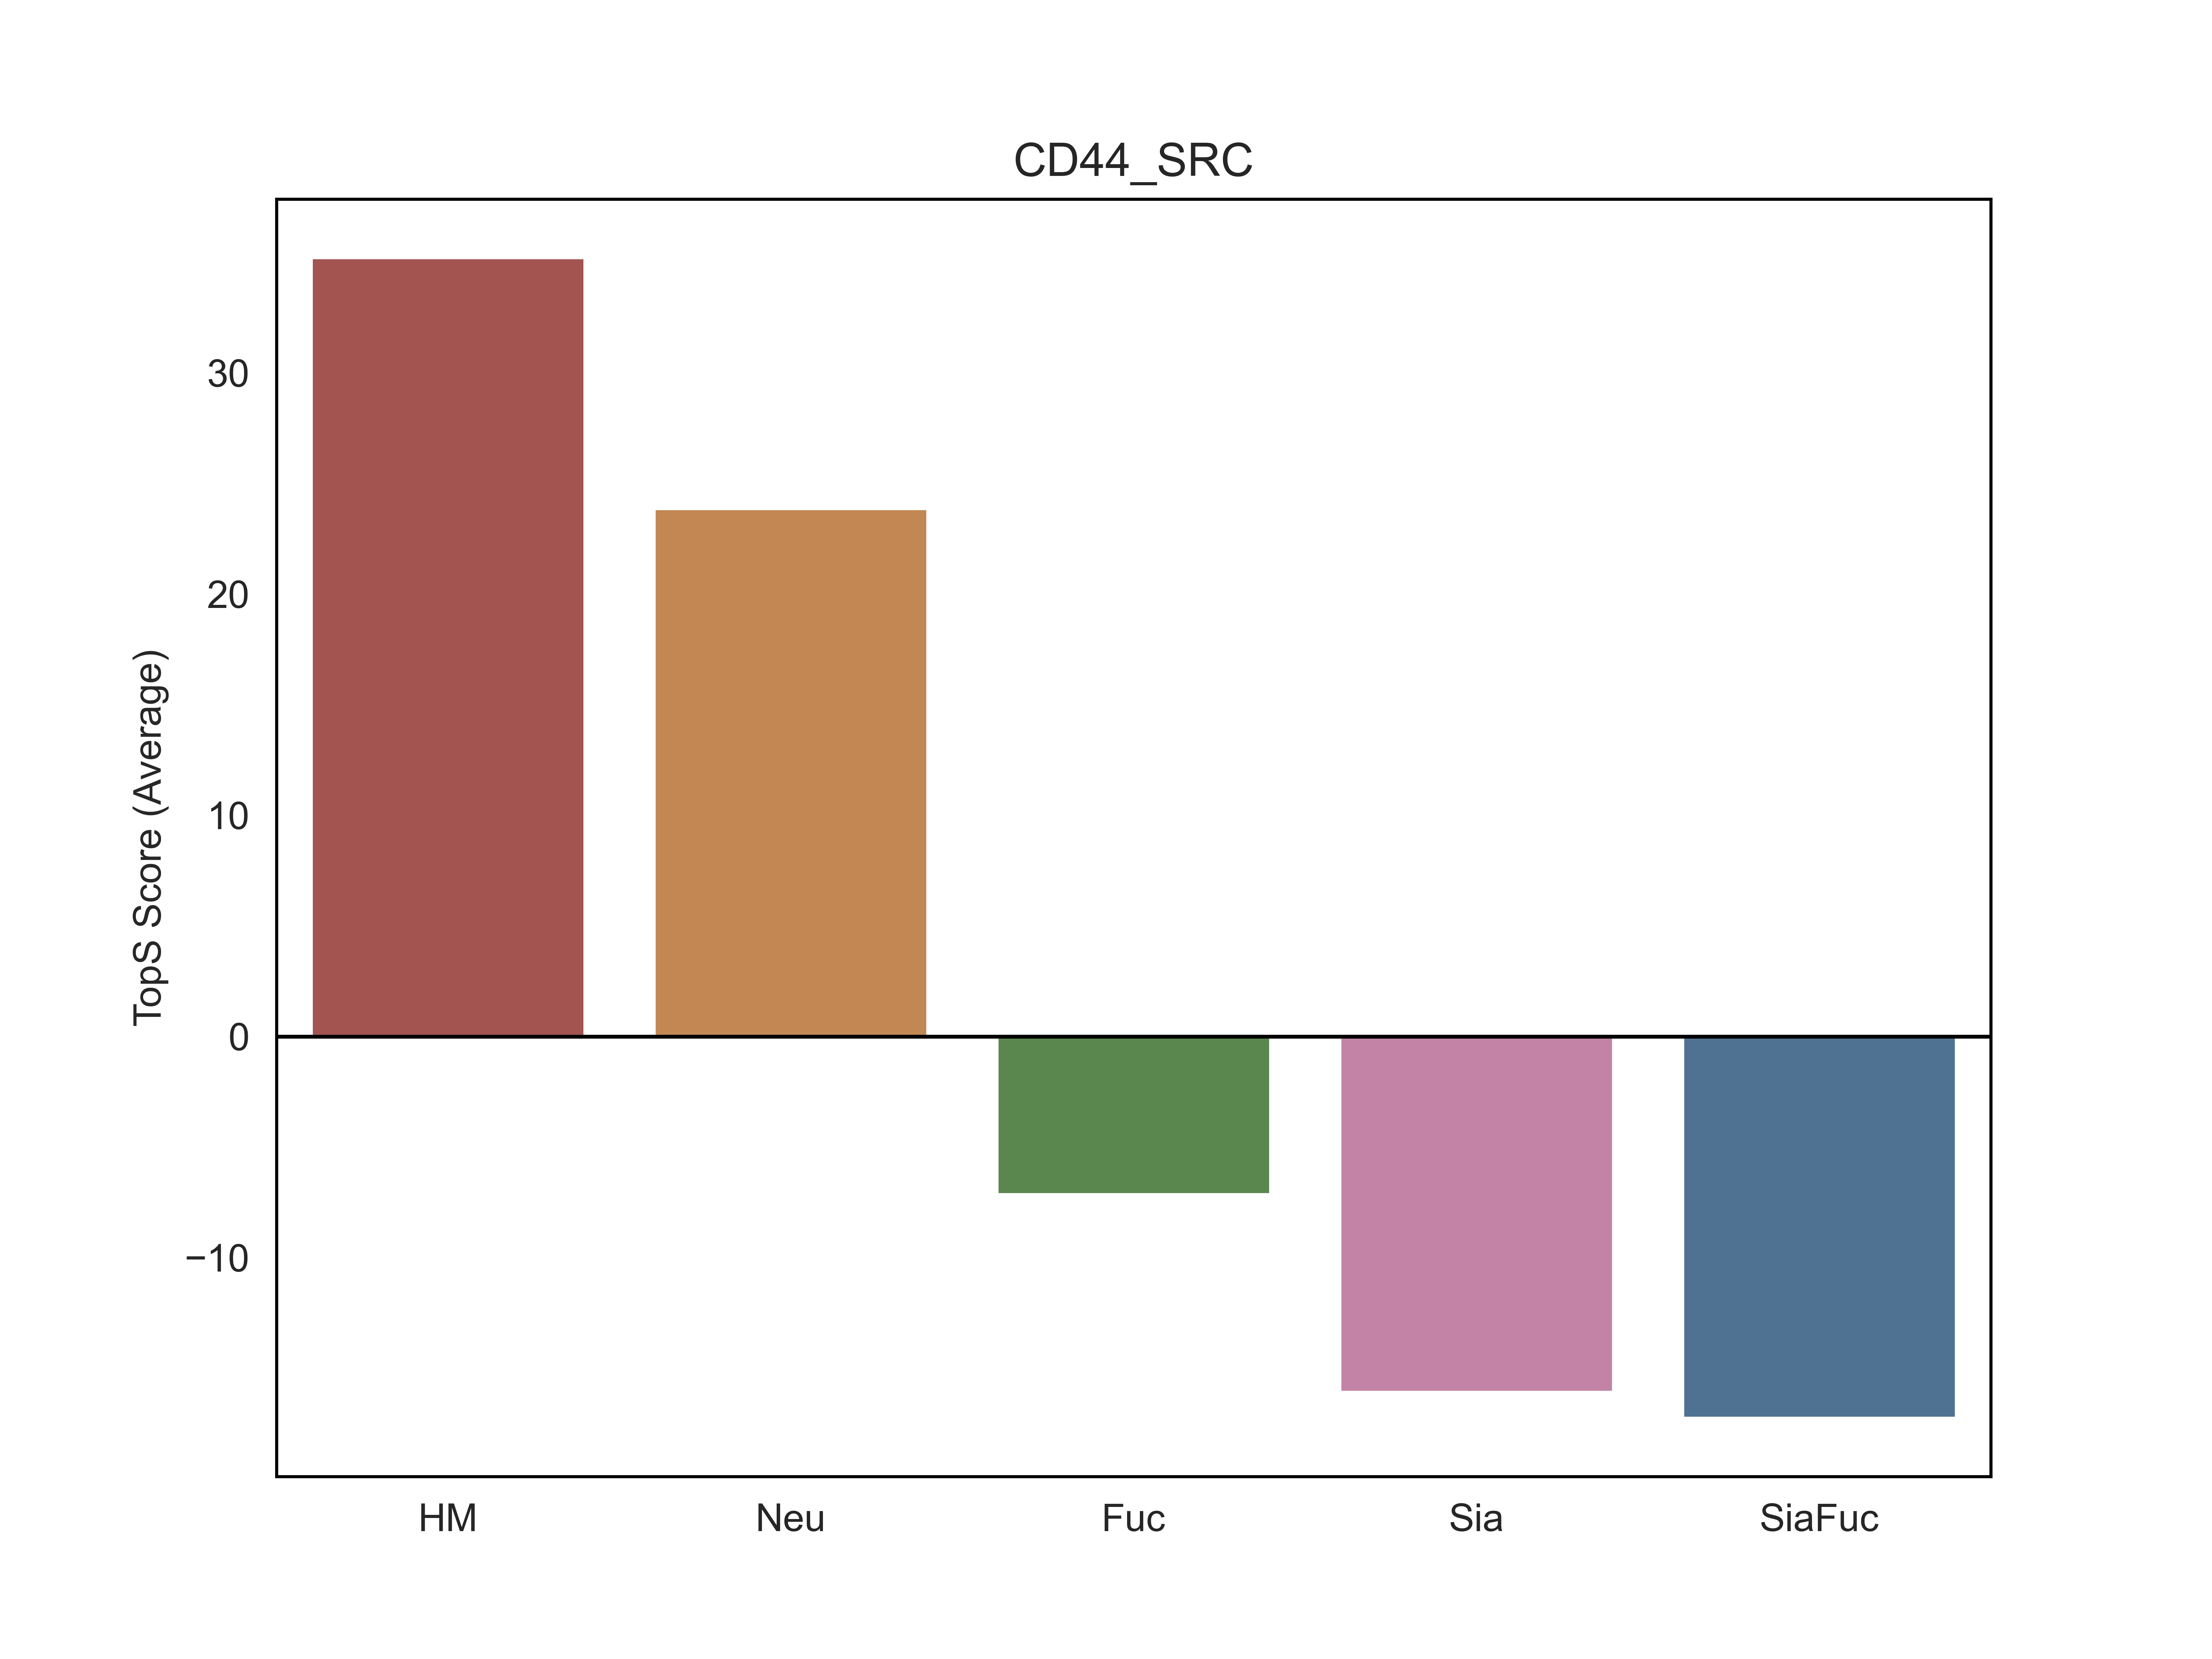 CD44_SRC
TopS Score (Average)
30
20
10
0
−10
HM
Neu
Fuc
Sia
SiaFuc